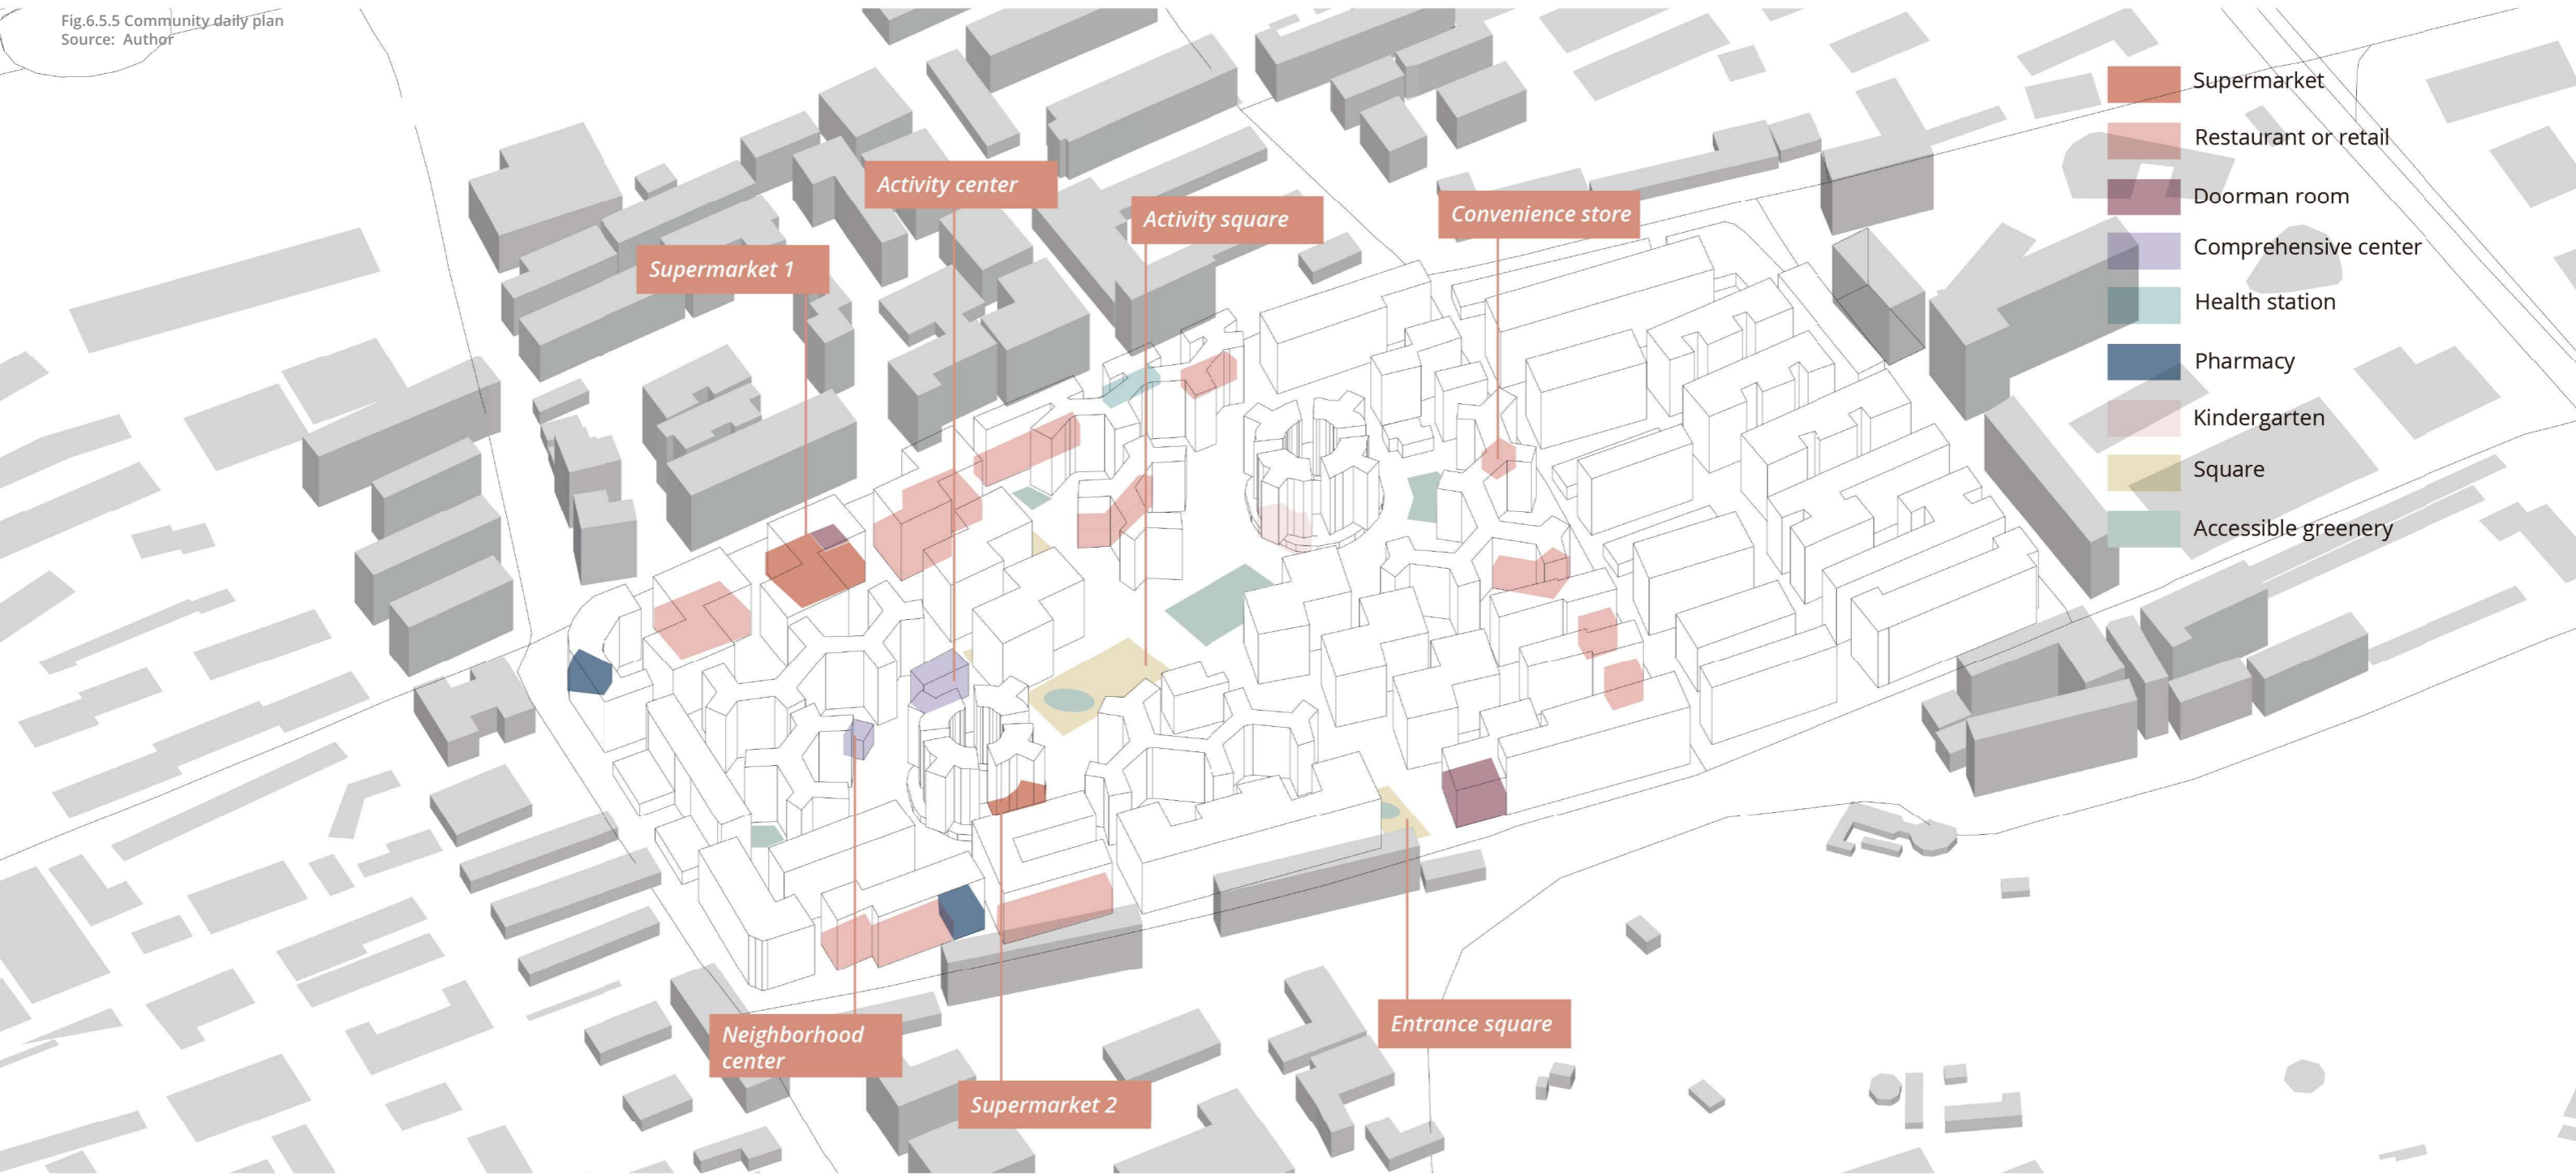 Fig.6.5.5 Community daily plan
Source: Author
Supermarket
Restaurant or retail
Doorman room
Comprehensive center
Health station
Pharmacy
Kindergarten
Square
Accessible greenery
Activity center
Activity square
Convenience store
Supermarket 1
Neighborhood
center
Entrance square
Supermarket 2